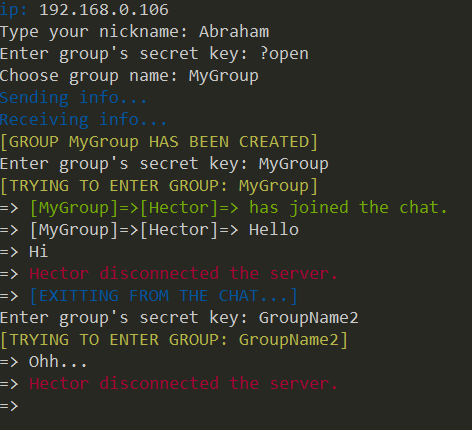 ip: 192.168.0.106
Type your nickname: Abraham
Enter group's secret key: ?open
Choose group name: MyGroup
Sending info...
Receiving info...
[GROUP MyGroup HAS BEEN CREATED]
Enter group's secret key: MyGroup
[TRYING TO ENTER GROUP: MyGroup]
=> [MyGroup]=>[Hector]=> has joined the chat.
=> [MyGroup]=>[Hector]=> Hello
=> Hi
=> Hector disconnected the server.
=> [EXITTING FROM THE CHAT...]
Enter group's secret key: GroupName2
[TRYING TO ENTER GROUP: GroupName2]
=> Ohh...
=> Hector disconnected the server.
=>